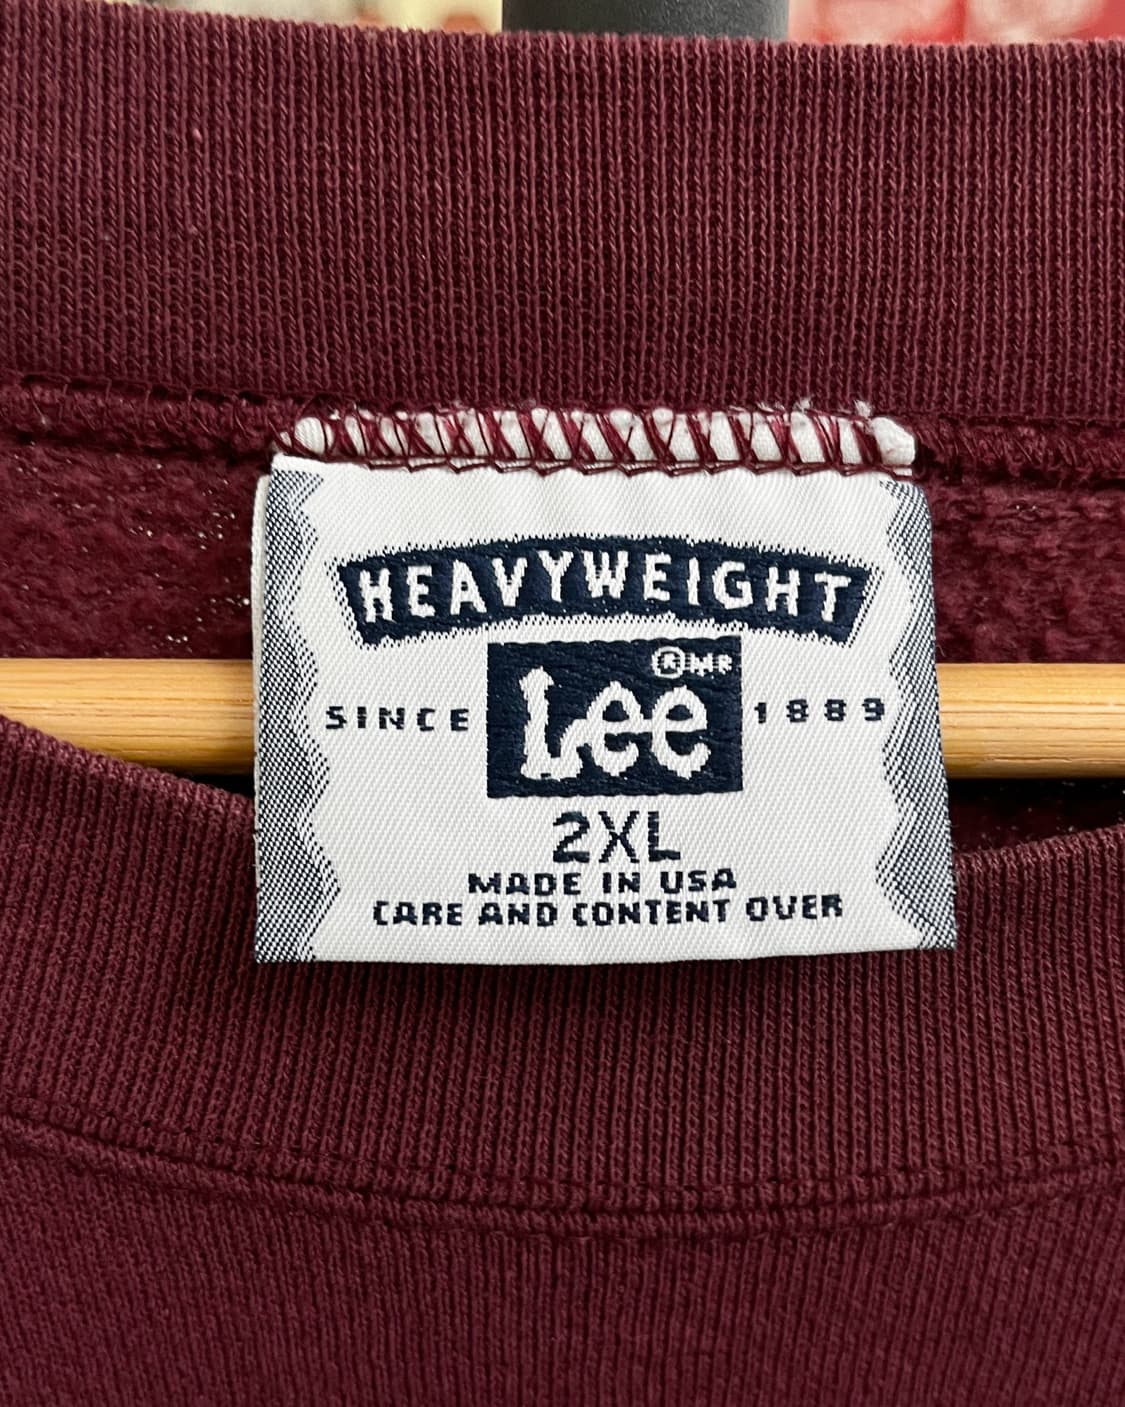 HEAVYWEIGHT
Lee ®MR
SINCE 1889
2XL
MADE IN USA
CARE AND CONTENT OVER